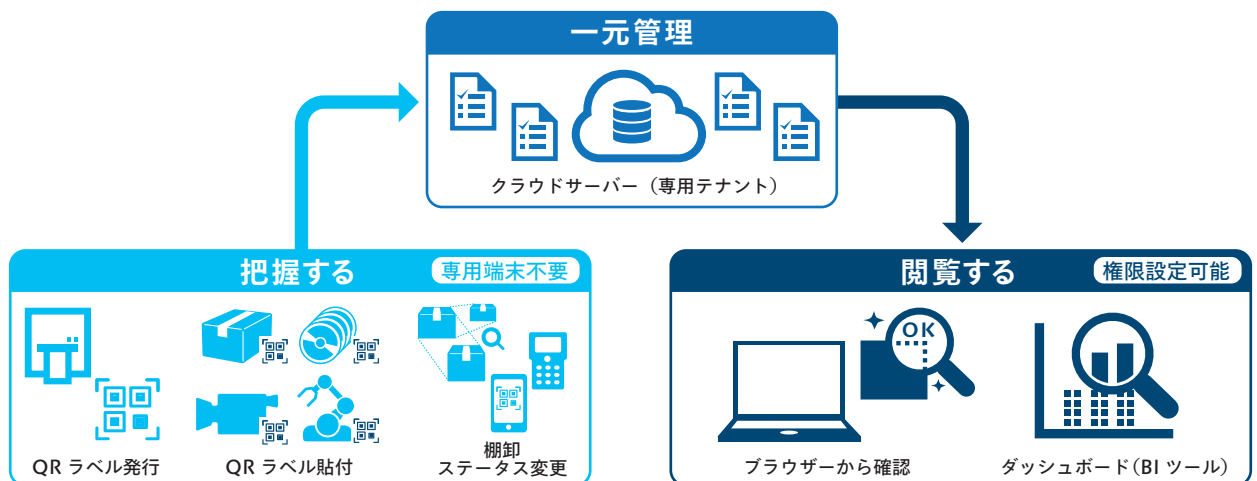 一元管理
クラウドサーバー（専用テナント）
把握する
専用端末不要
QR ラベル発行
QR ラベル貼付
棚卸
ステータス変更
閲覧する
権限設定可能
OK
ブラウザーから確認
ダッシュボード（BI ツール）